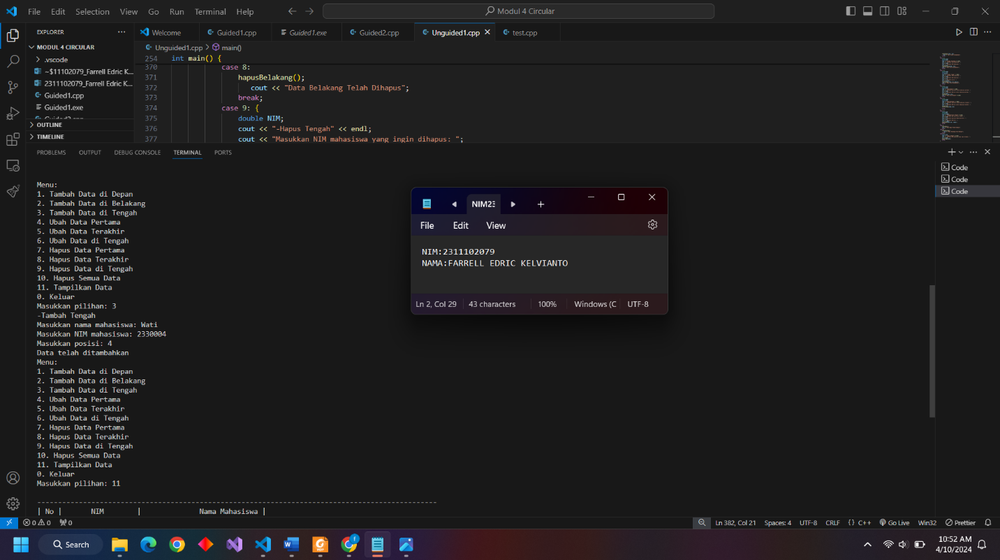 File Edit Selection View Go Run Terminal Help
Modul 4 Circular
EXPLORER
MODUL 4 CIRCULAR
.vscode
~$11102079_Farrell Edric K...
2311102079_Farrell Edric K...
Guided1.cpp
Guided1.exe
OUTLINE
TIMELINE
Welcome Guided1.cpp Guided1.exe Guided2.cpp Unguided1.cpp test.cpp
Unguided1.cpp > main()
254 int main() {
370 case 8:
371 hapusBelakang();
372 cout << "Data Belakang Telah Dihapus";
373 break;
374 case 9: {
375 double NIM;
376 cout << "-Hapus Tengah" << endl;
377 cout << "Masukkan NIM mahasiswa yang ingin dihapus: ";
PROBLEMS OUTPUT DEBUG CONSOLE TERMINAL PORTS
Code
Code
Code
Menu:
1. Tambah Data di Depan
2. Tambah Data di Belakang
3. Tambah Data di Tengah
4. Ubah Data Pertama
5. Ubah Data Terakhir
6. Ubah Data di Tengah
7. Hapus Data Pertama
8. Hapus Data Terakhir
9. Hapus Data di Tengah
10. Hapus Semua Data
11. Tampilkan Data
0. Keluar
Masukkan pilihan: 3
-Tambah Tengah
Masukkan nama mahasiswa: Wati
Masukkan NIM mahasiswa: 2330004
Masukkan posisi: 4
Data telah ditambahkan
Menu:
1. Tambah Data di Depan
2. Tambah Data di Belakang
3. Tambah Data di Tengah
4. Ubah Data Pertama
5. Ubah Data Terakhir
6. Ubah Data di Tengah
7. Hapus Data Pertama
8. Hapus Data Terakhir
9. Hapus Data di Tengah
10. Hapus Semua Data
11. Tampilkan Data
0. Keluar
Masukkan pilihan: 11
-----------------------------------------------------------------------------------------------
| No | NIM | Nama Mahasiswa |
NIM23
File Edit View
NIM:2311102079
NAMA:FARRELL EDRIC KELVIANTO
Ln 2, Col 29 43 characters 100% Windows (C UTF-8
0 0 0 Ln 382, Col 21 Spaces: 4 UTF-8 CRLF {} C++ Go Live Win32 Prettier
Search
10:52 AM
4/10/2024